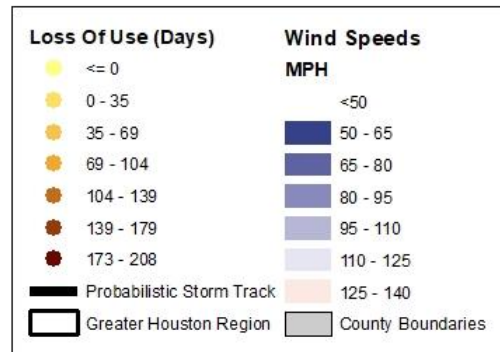 Loss Of Use (Days)
<= 0
0 - 35
35 - 69
69 - 104
104 - 139
139 - 179
173 - 208
Probabilistic Storm Track
Greater Houston Region
Wind Speeds
MPH
<50
50 - 65
65 - 80
80 - 95
95 - 110
110 - 125
125 - 140
County Boundaries